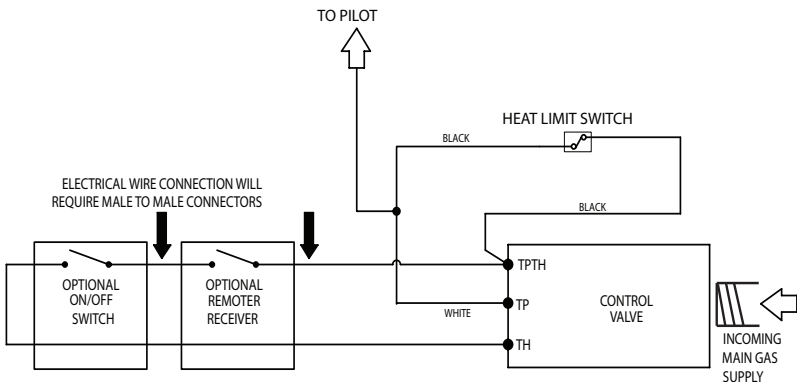 TO PILOT
HEAT LIMIT SWITCH
BLACK
ELECTRICAL WIRE CONNECTION WILL
REQUIRE MALE TO MALE CONNECTORS
BLACK
OPTIONAL
ON/OFF
SWITCH
OPTIONAL
REMOTER
RECEIVER
TPTH
TP
WHITE
TH
CONTROL
VALVE
INCOMING
MAIN GAS
SUPPLY